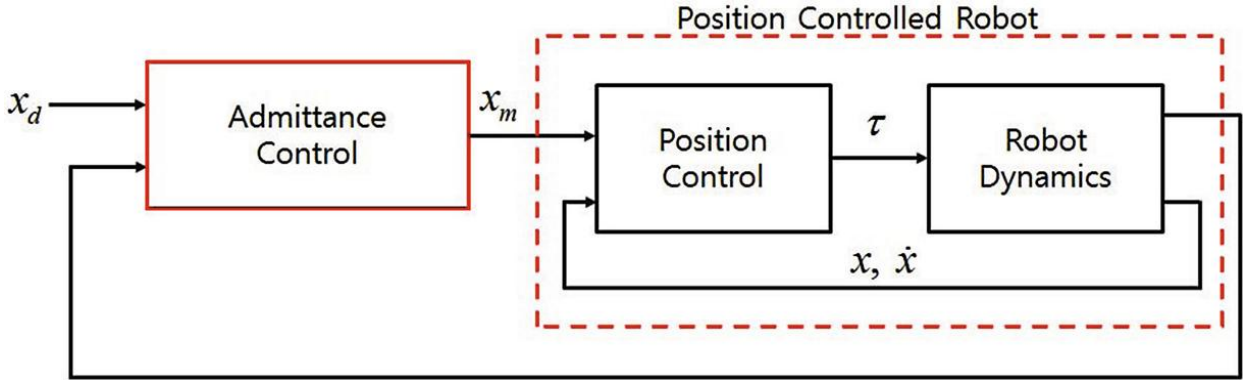 Position Controlled Robot
x_d
Admittance
Control
x_m
Position
Control
τ
Robot
Dynamics
x, ẋ